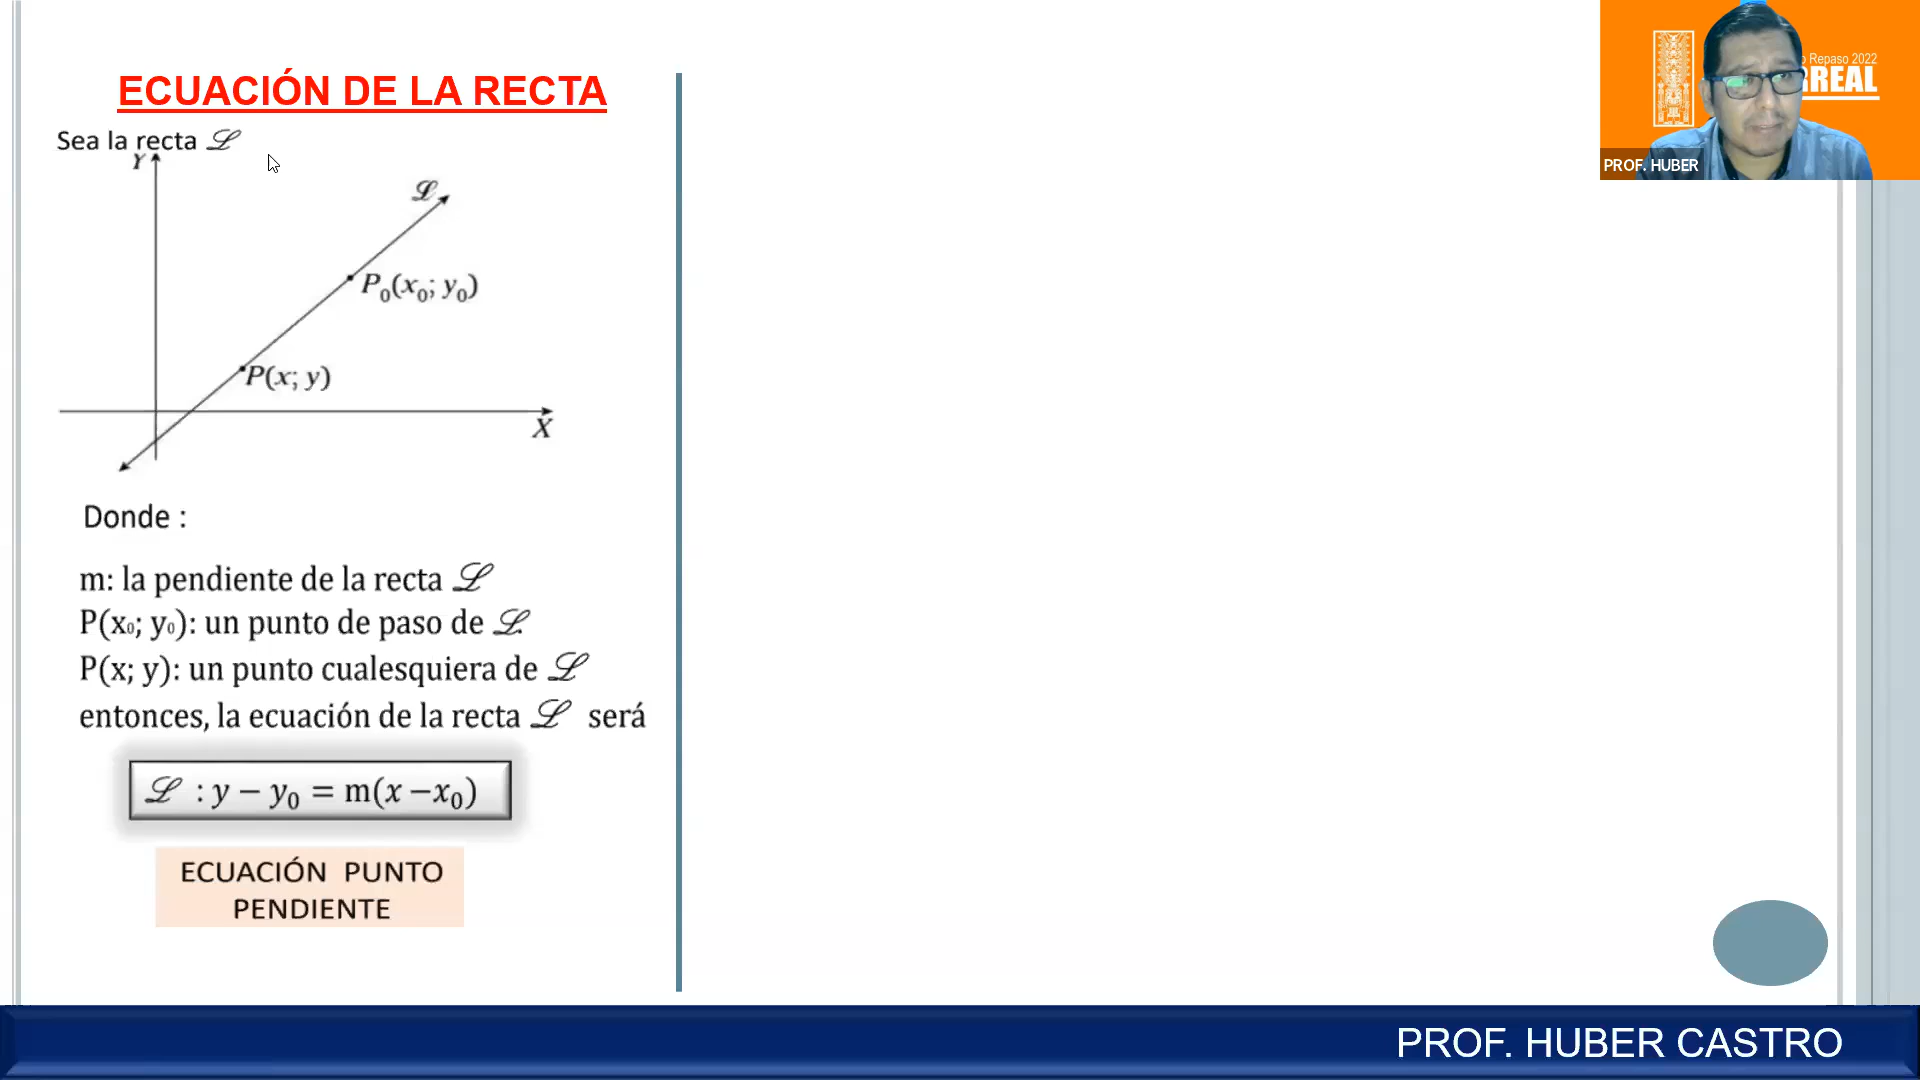 ECUACIÓN DE LA RECTA
Sea la recta ℒ
Y
ℒ
P₀(x₀; y₀)
P(x; y)
X
Donde :
m: la pendiente de la recta ℒ
P(x₀; y₀): un punto de paso de ℒ.
P(x; y): un punto cualesquiera de ℒ
entonces, la ecuación de la recta ℒ será
ℒ : y − y₀ = m(x −x₀)
ECUACIÓN PUNTO
PENDIENTE
Repaso 2022
PROF. HUBER
PROF. HUBER CASTRO